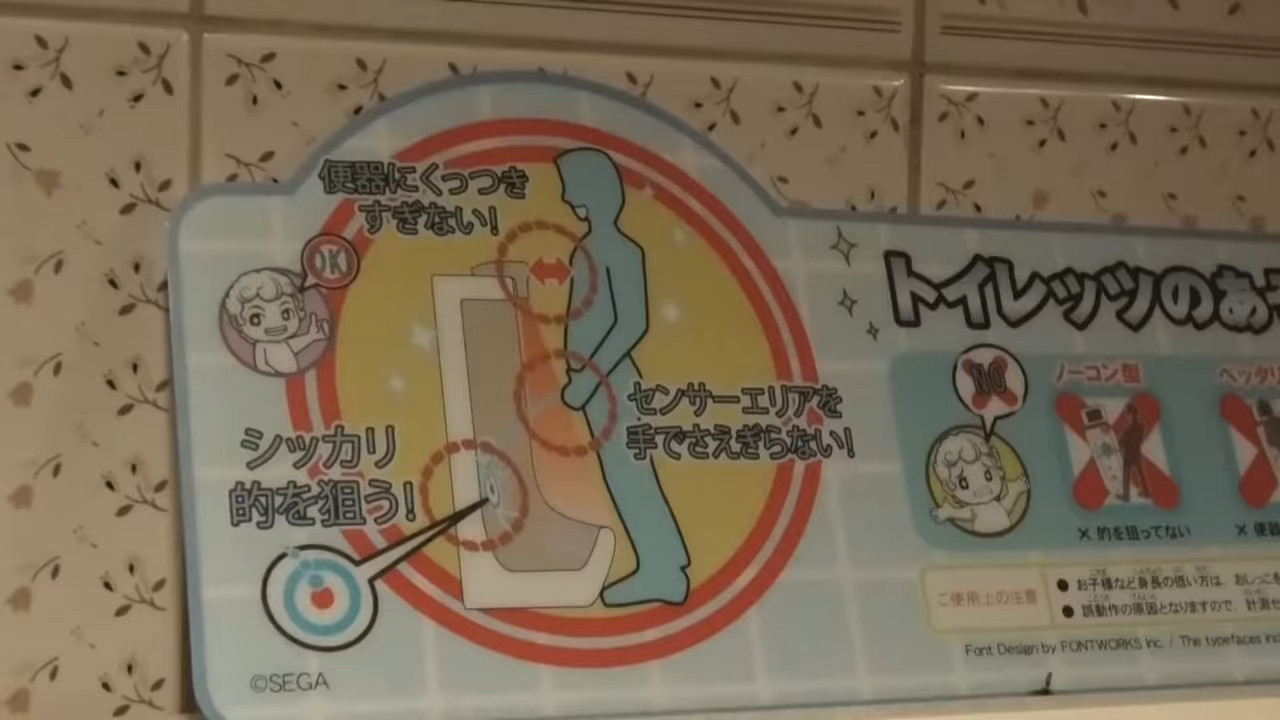 便器にくっつき
すぎない!
OK
センサーエリアを
手でさえぎらない!
シッカリ
的を狙う!
©SEGA
トイレッツのあそ
NO
ノーコン型
ベッタリ
× 的を狙ってない
× 便器
ご使用上の注意
● お子様など身長の低い方は、おしっこを
● 誤動作の原因となりますので、計測セ
Font Design by FONTWORKS Inc. / The typefaces inc